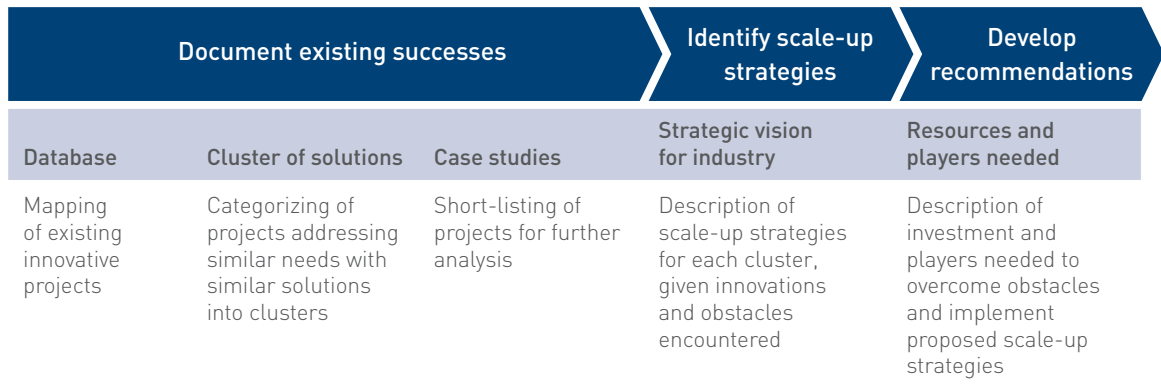 Document existing successes
Identify scale-up
strategies
Develop
recommendations
Database
Cluster of solutions
Case studies
Strategic vision
for industry
Resources and
players needed
Mapping
of existing
innovative
projects
Categorizing of
projects addressing
similar needs with
similar solutions
into clusters
Short-listing of
projects for further
analysis
Description of
scale-up strategies
for each cluster,
given innovations
and obstacles
encountered
Description of
investment and
players needed to
overcome obstacles
and implement
proposed scale-up
strategies